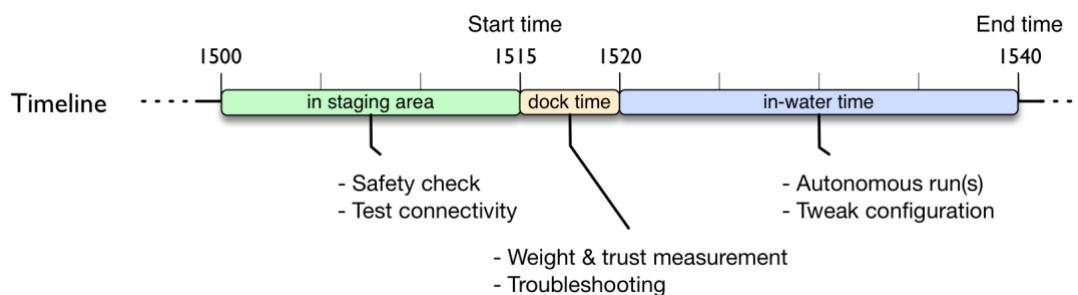 Start time
End time
1500
1515
1520
1540
Timeline
in staging area
dock time
in-water time
- Safety check
- Test connectivity
- Autonomous run(s)
- Tweak configuration
- Weight & trust measurement
- Troubleshooting